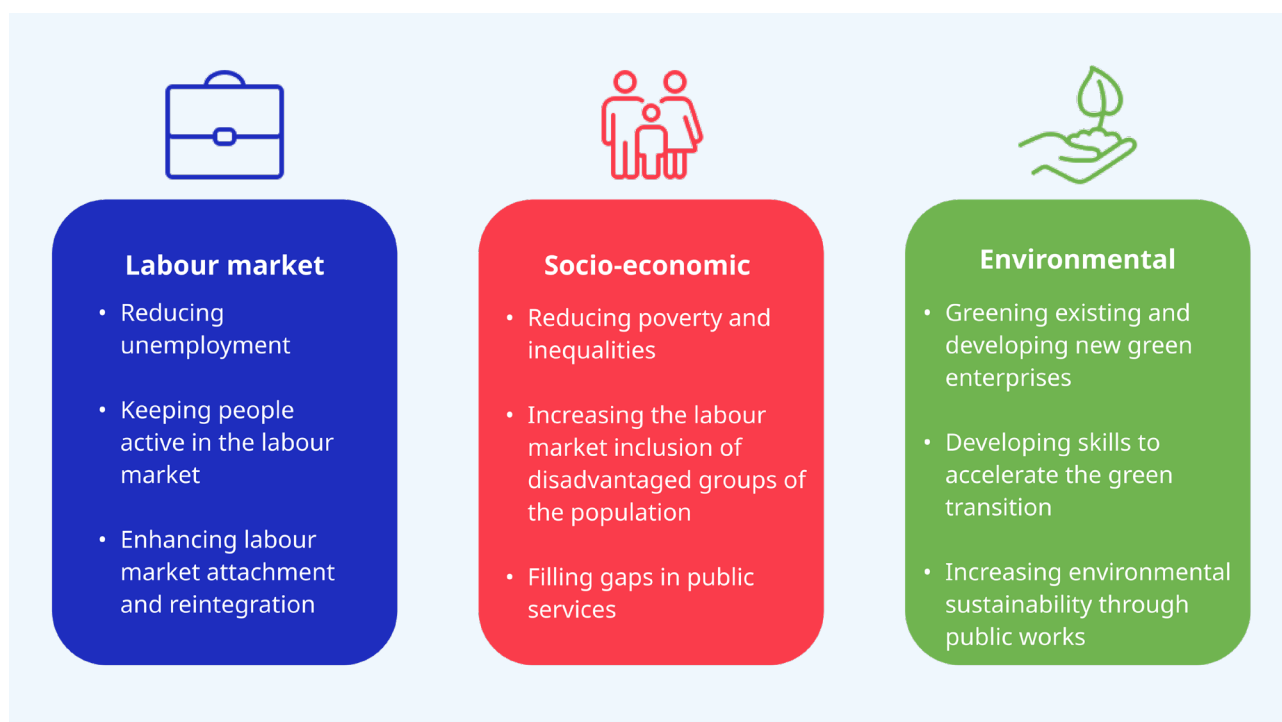 Labour market
• Reducing
unemployment
• Keeping people
active in the labour
market
• Enhancing labour
market attachment
and reintegration
Socio-economic
• Reducing poverty and
inequalities
• Increasing the labour
market inclusion of
disadvantaged groups of
the population
• Filling gaps in public
services
Environmental
• Greening existing and
developing new green
enterprises
• Developing skills to
accelerate the green
transition
• Increasing environmental
sustainability through
public works